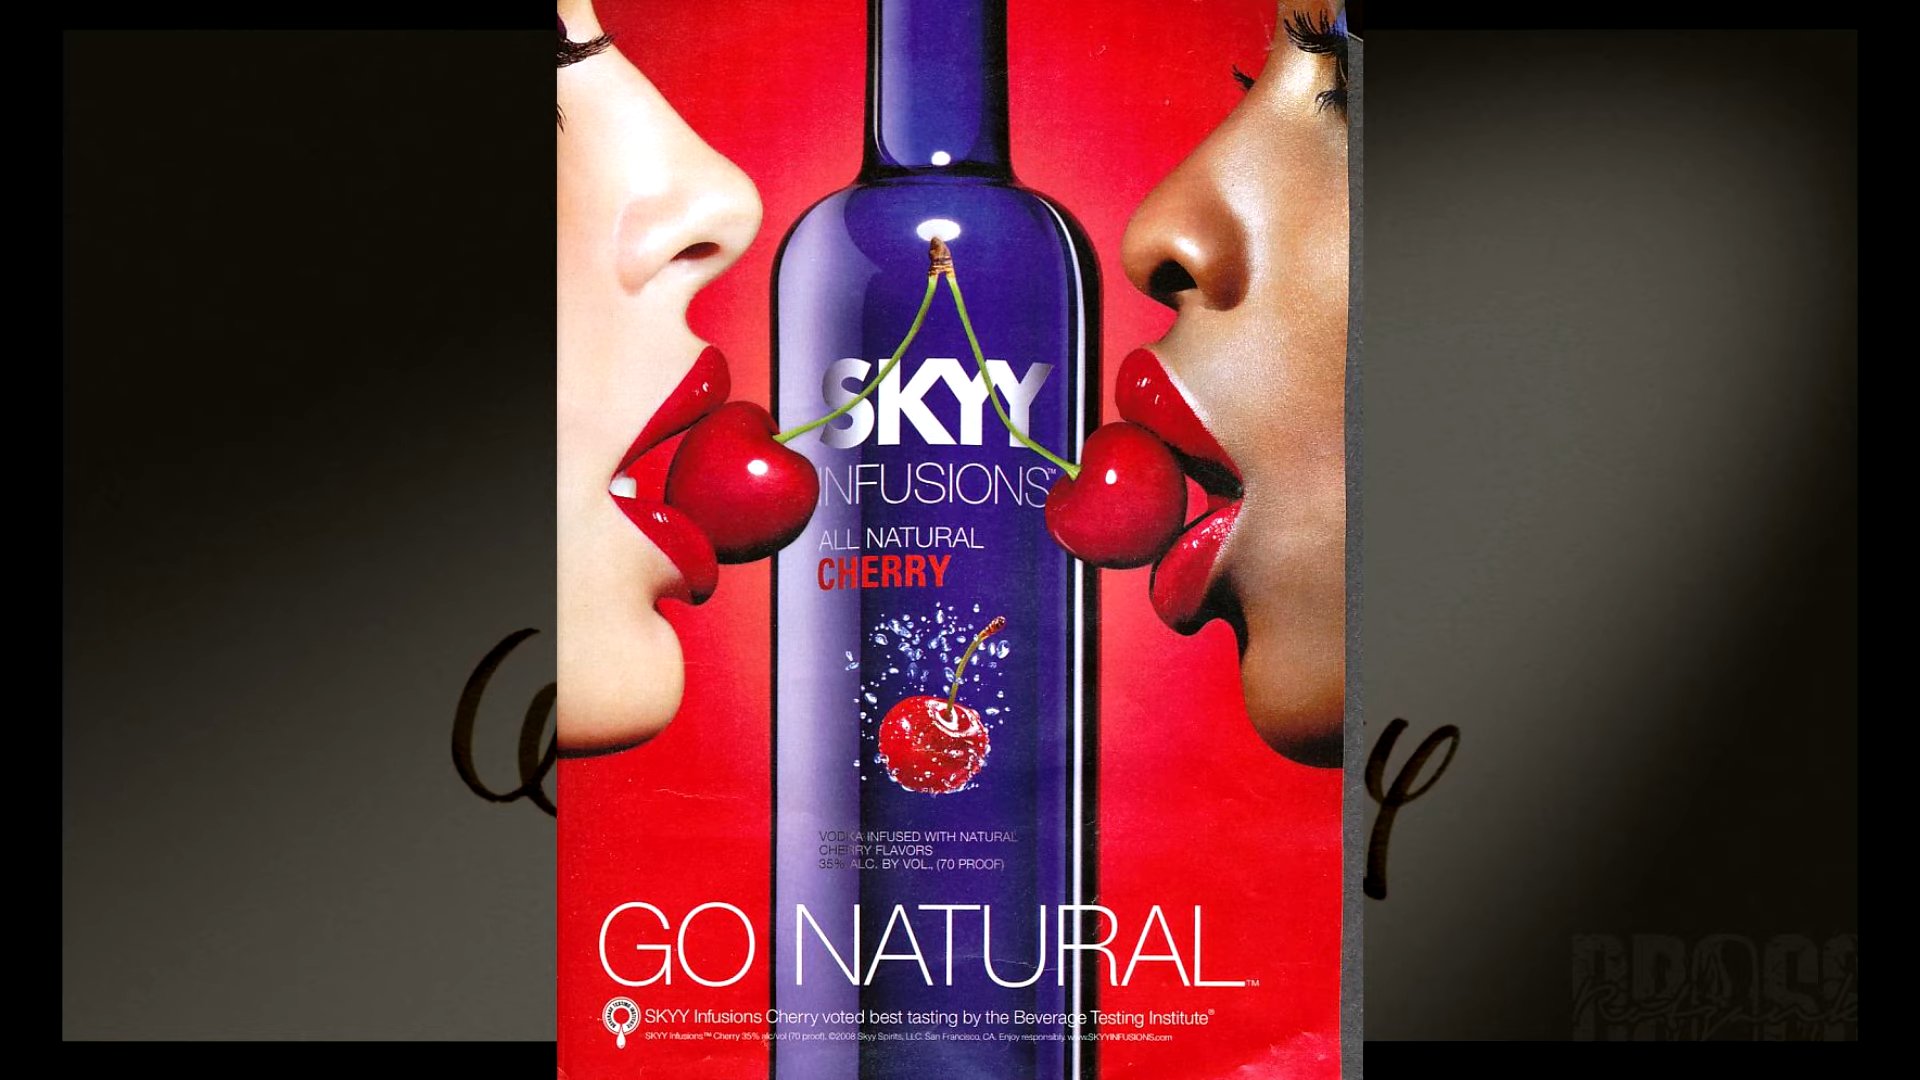 SKYY
INFUSIONS™
ALL NATURAL
CHERRY
VODKA INFUSED WITH NATURAL
CHERRY FLAVORS
35% ALC. BY VOL., (70 PROOF)
GO NATURAL™
SKYY Infusions Cherry voted best tasting by the Beverage Testing Institute®
SKYY Infusions™ Cherry 35% alc/vol (70 proof), ©2008 Skyy Spirits, LLC. San Francisco, CA. Enjoy responsibly. www.SKYYINFUSIONS.com